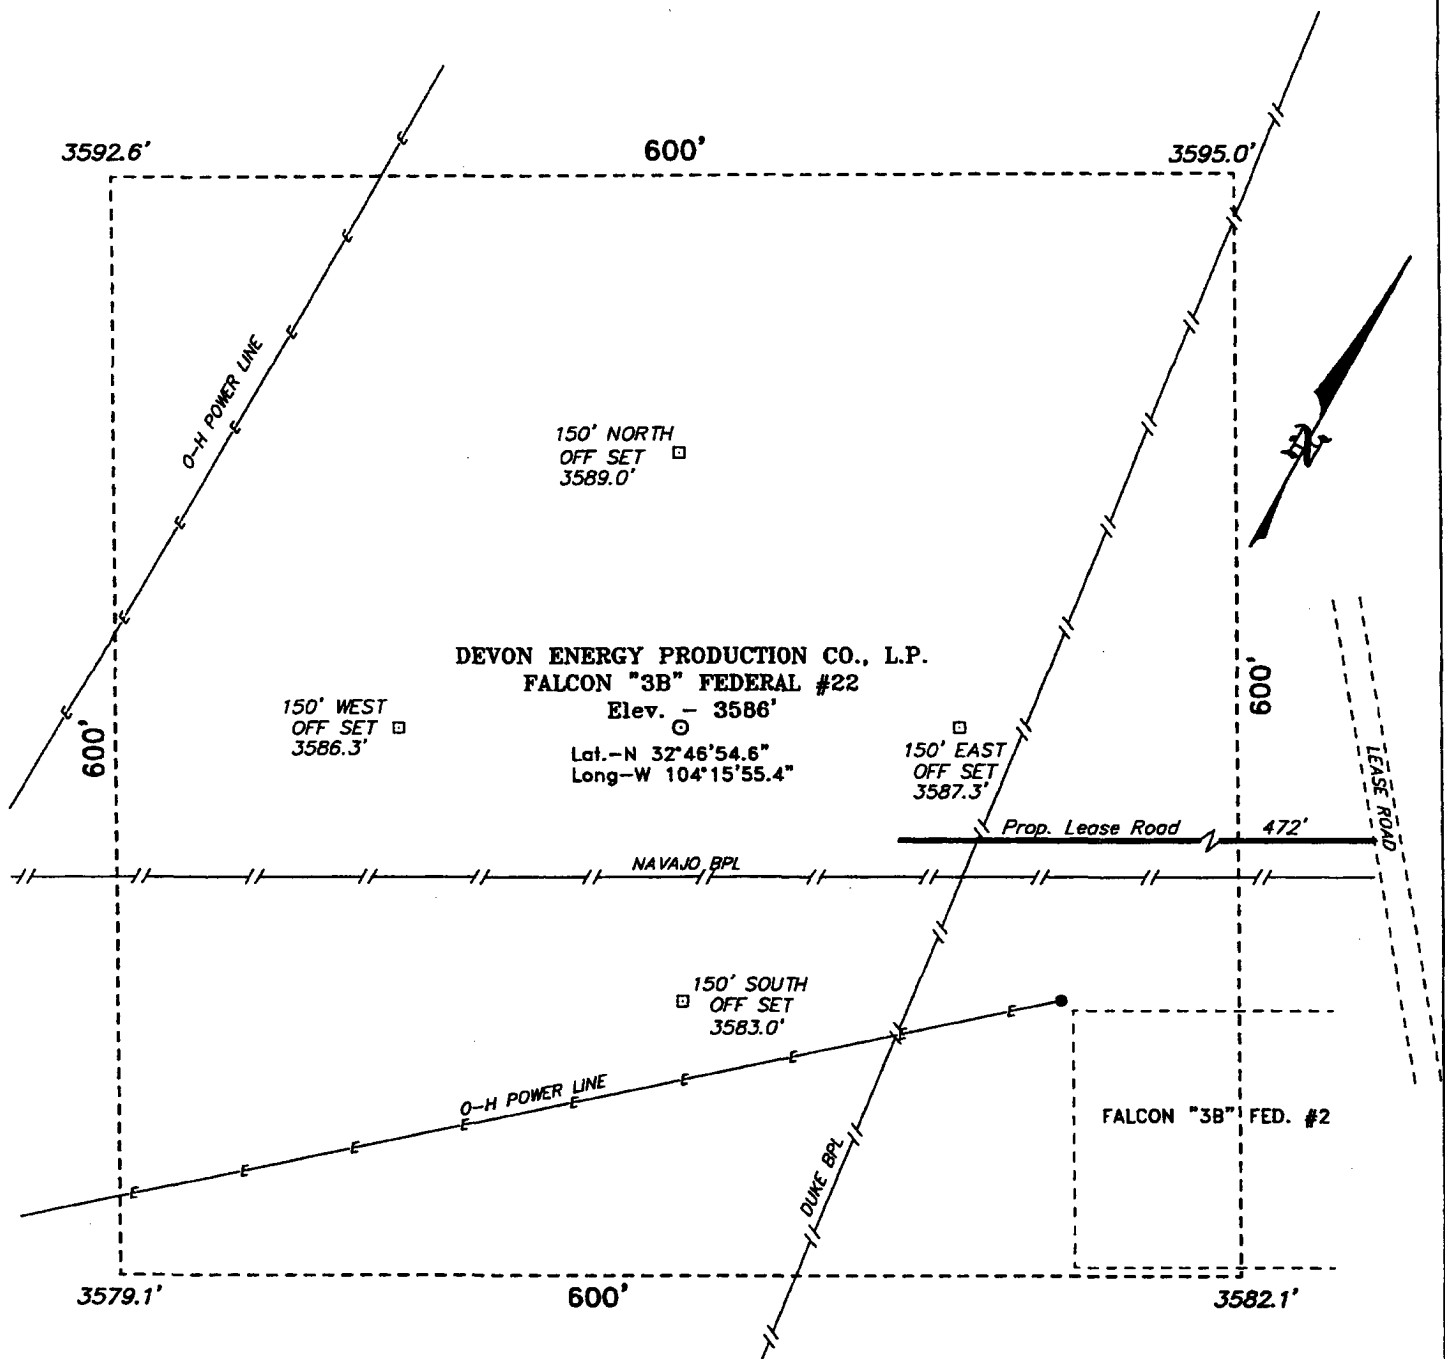 3592.6'
600'
3595.0'
O-H POWER LINE
150' NORTH
OFF SET
3589.0'
N
DEVON ENERGY PRODUCTION CO., L.P.
FALCON "3B" FEDERAL #22
Elev. - 3586'
Lat.-N 32°46'54.6"
Long-W 104°15'55.4"
150' WEST
OFF SET
3586.3'
600'
150' EAST
OFF SET
3587.3'
600'
LEASE ROAD
Prop. Lease Road
472'
NAVAJO BPL
150' SOUTH
OFF SET
3583.0'
O-H POWER LINE
FALCON "3B" FED. #2
DUKE BPL
3579.1'
600'
3582.1'